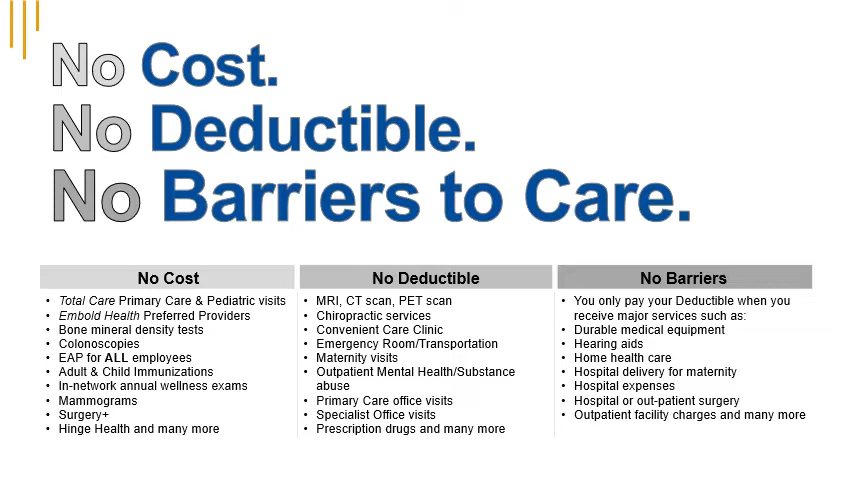 No Cost.
No Deductible.
No Barriers to Care.
No Cost
• Total Care Primary Care & Pediatric visits
• Embold Health Preferred Providers
• Bone mineral density tests
• Colonoscopies
• EAP for ALL employees
• Adult & Child Immunizations
• In-network annual wellness exams
• Mammograms
• Surgery+
• Hinge Health and many more
No Deductible
• MRI, CT scan, PET scan
• Chiropractic services
• Convenient Care Clinic
• Emergency Room/Transportation
• Maternity visits
• Outpatient Mental Health/Substance
abuse
• Primary Care office visits
• Specialist Office visits
• Prescription drugs and many more
No Barriers
• You only pay your Deductible when you
receive major services such as:
• Durable medical equipment
• Hearing aids
• Home health care
• Hospital delivery for maternity
• Hospital expenses
• Hospital or out-patient surgery
• Outpatient facility charges and many more